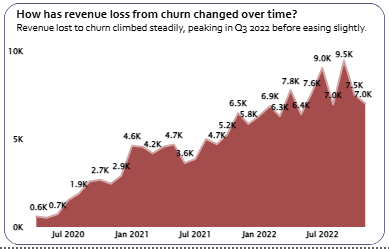 How has revenue loss from churn changed over time?
Revenue lost to churn climbed steadily, peaking in Q3 2022 before easing slightly.
10K
5K
0K
0.6K 0.7K 1.9K 2.7K 2.9K 4.6K 4.2K 4.7K 3.6K 4.7K 5.2K 6.5K 5.8K 6.9K 6.3K 7.8K 6.4K 7.6K 9.0K 7.0K 9.5K 7.5K 7.0K
Jul 2020 Jan 2021 Jul 2021 Jan 2022 Jul 2022